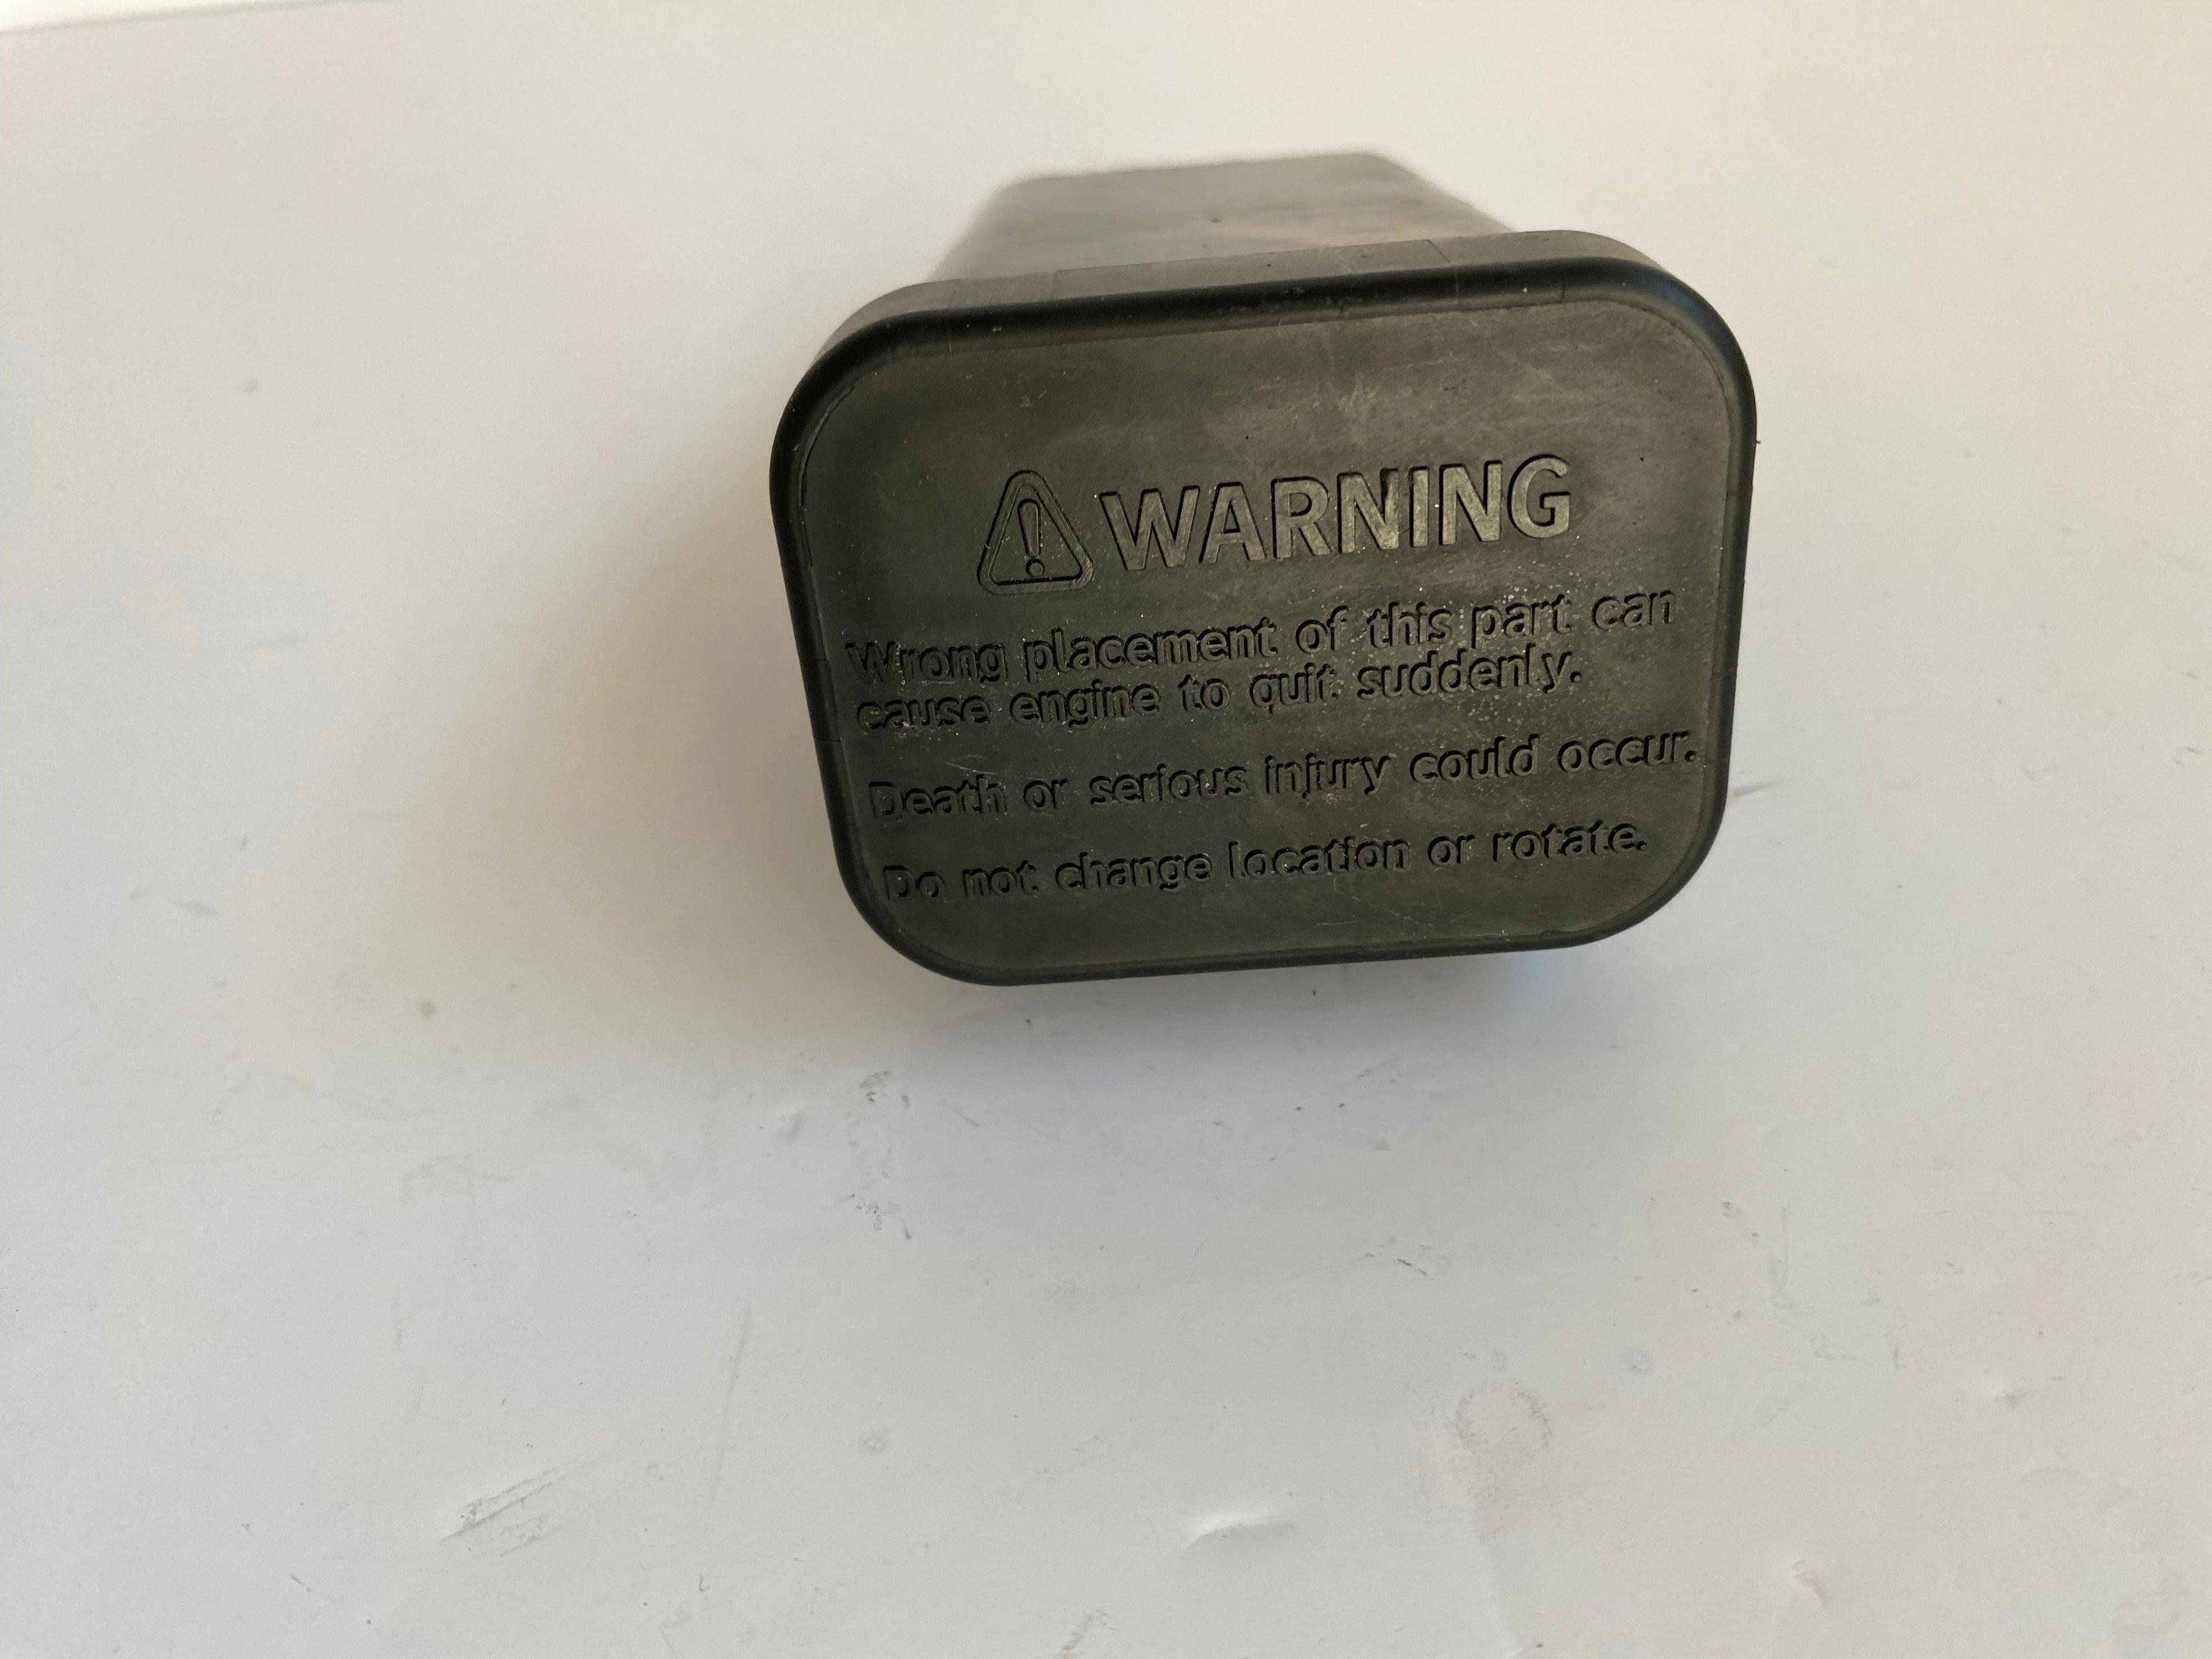 WARNING
Wrong placement of this part can
cause engine to quit suddenly.
Death or serious injury could occur.
Do not change location or rotate.